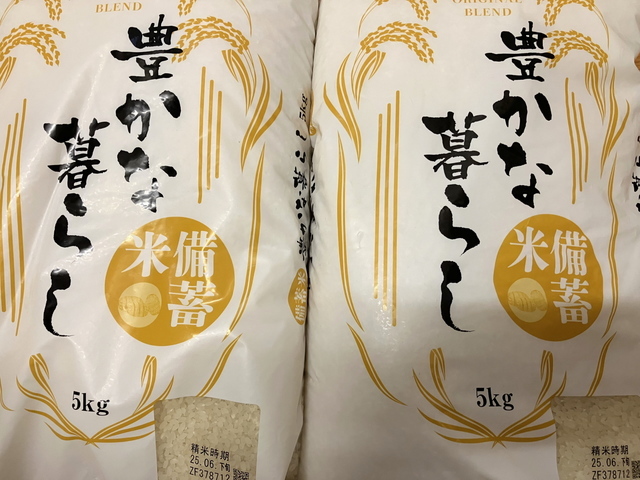 BLEND
豊かな
暮らし
備蓄
米
5kg
精米時期
25.06.下旬
ZF378712
ORIGINAL
BLEND
豊かな
暮らし
備蓄
米
5kg
精米時期
25.06.下旬
ZF378712